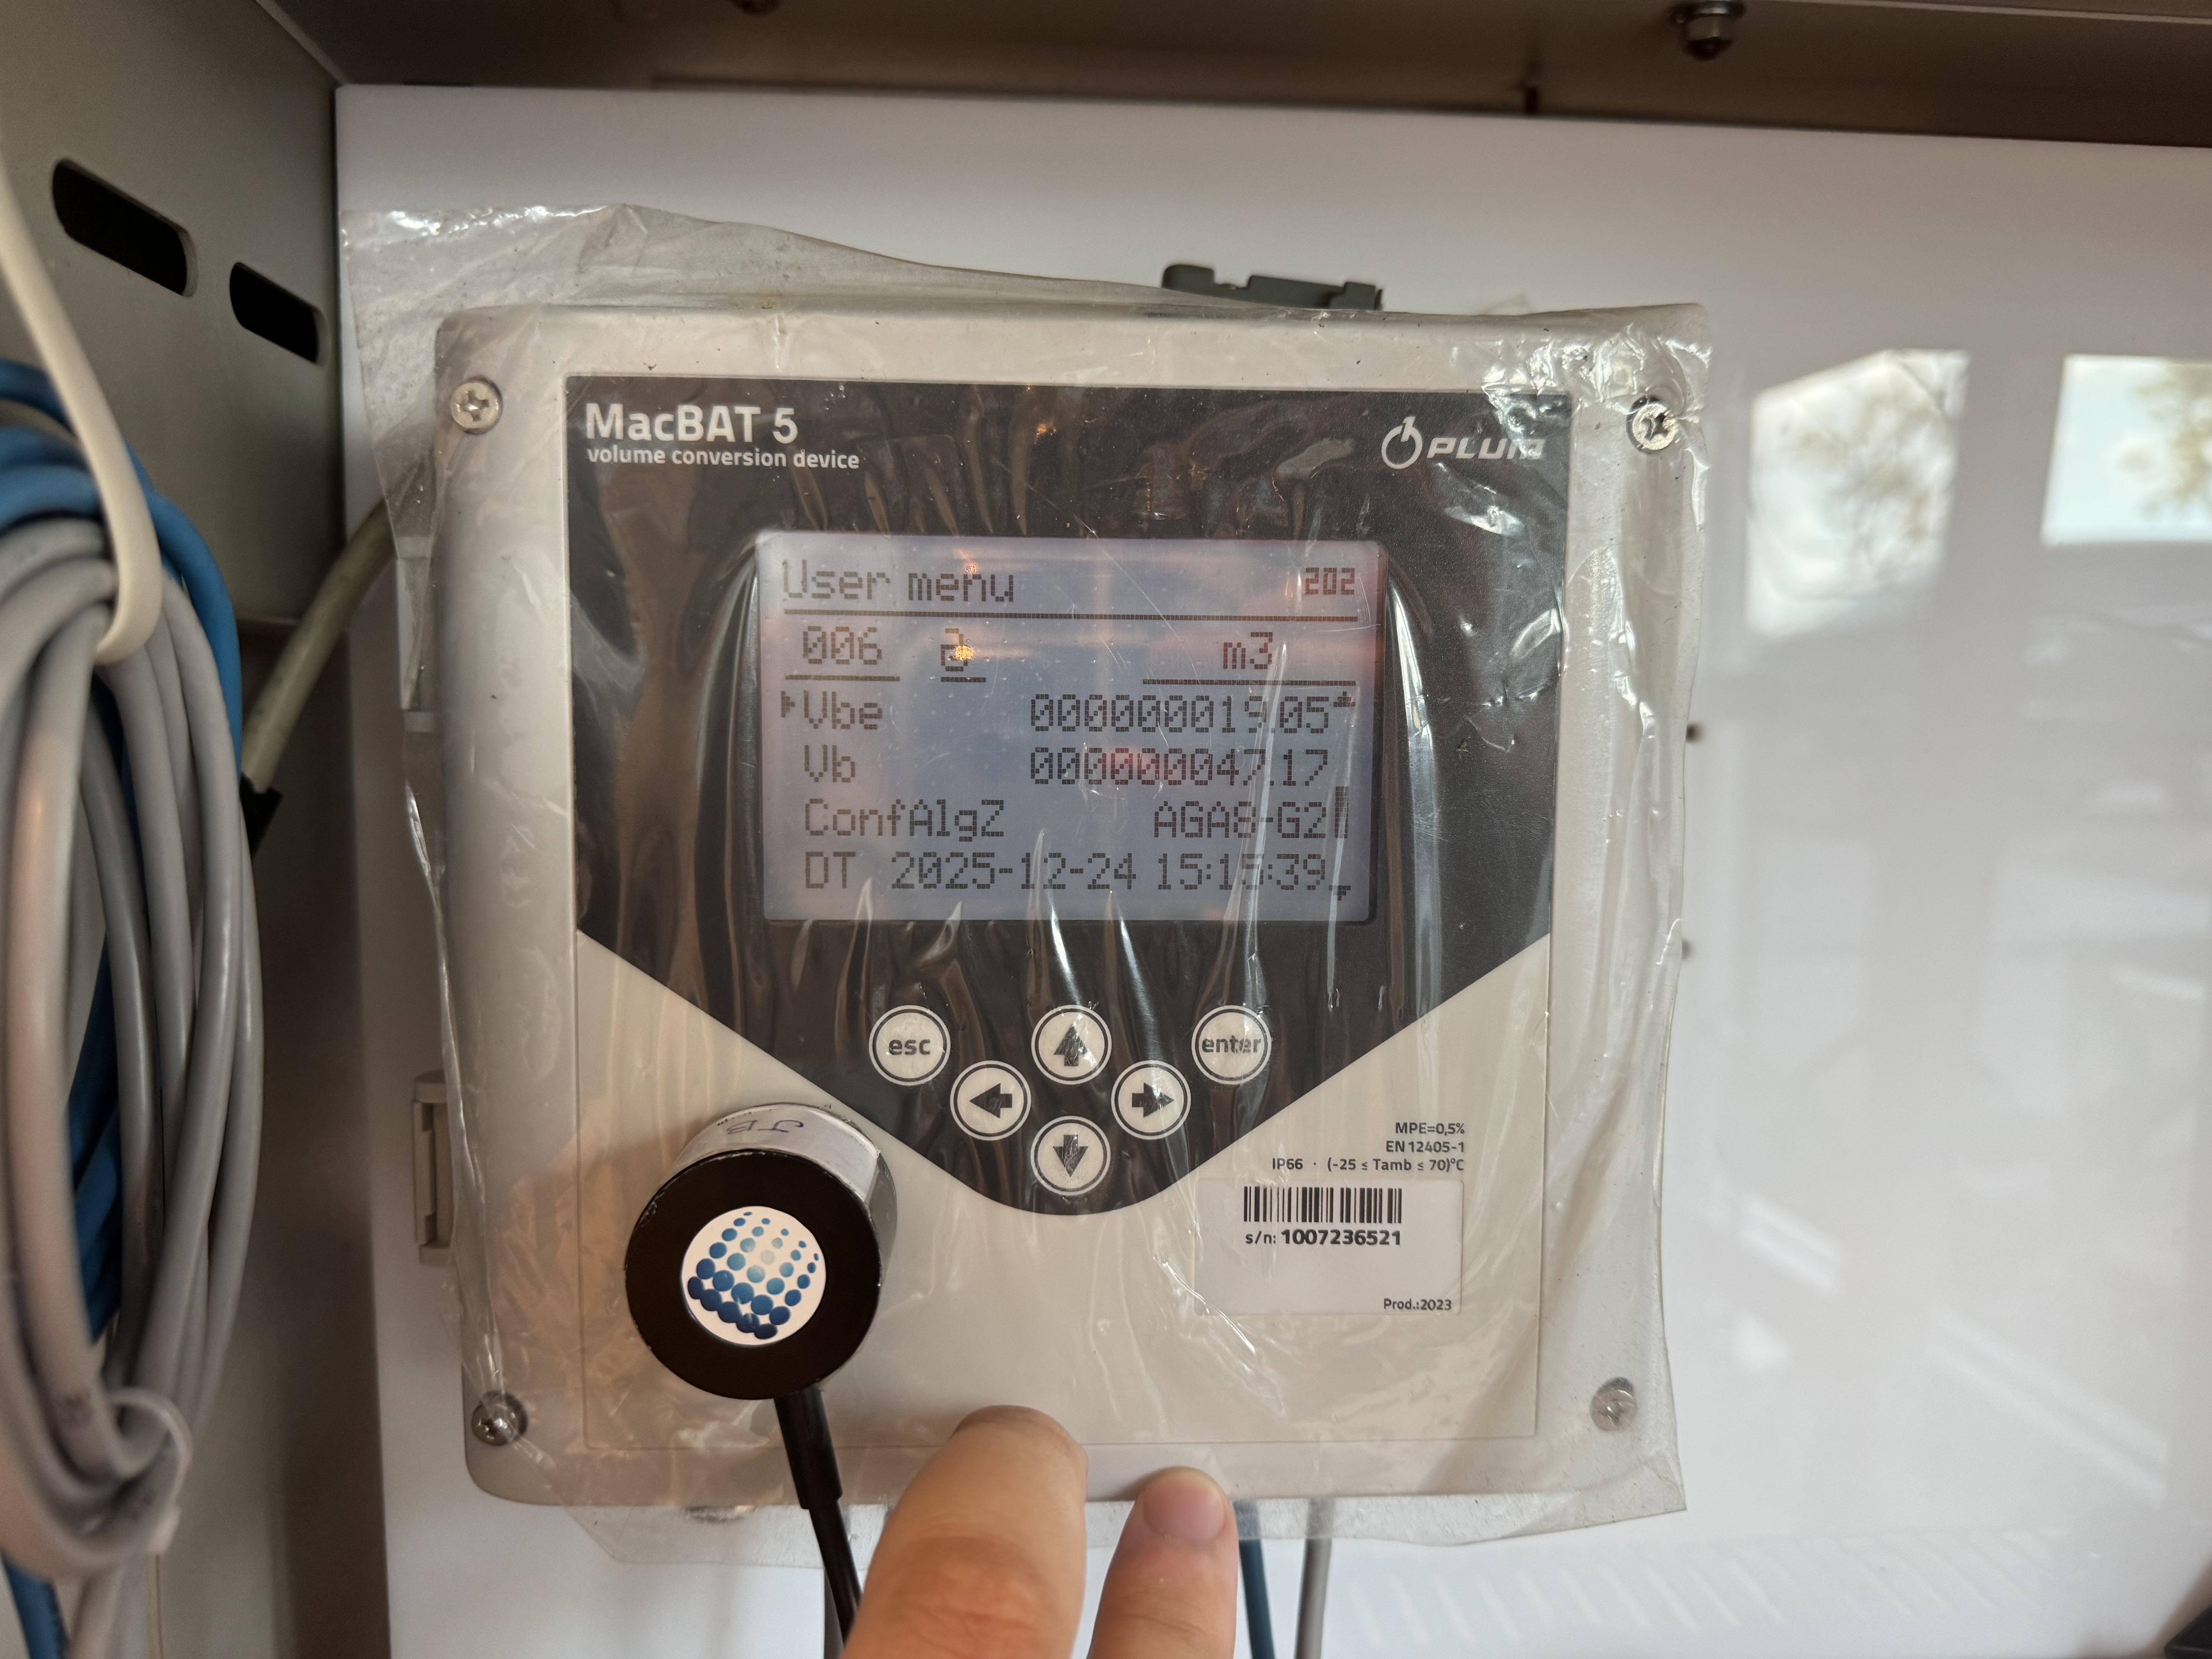 MacBAT 5
volume conversion device
PLUM
User menu 202
006 a m3
Vbe 000000019.05
Vb 000000047.17
ConfAlgZ AGA8-G2
DT 2025-12-24 15:15:39
esc
enter
MPE=0,5%
EN 12405-1
IP66 · (-25 ≤ Tamb ≤ 70)°C
s/n: 1007236521
Prod.:2023
JB